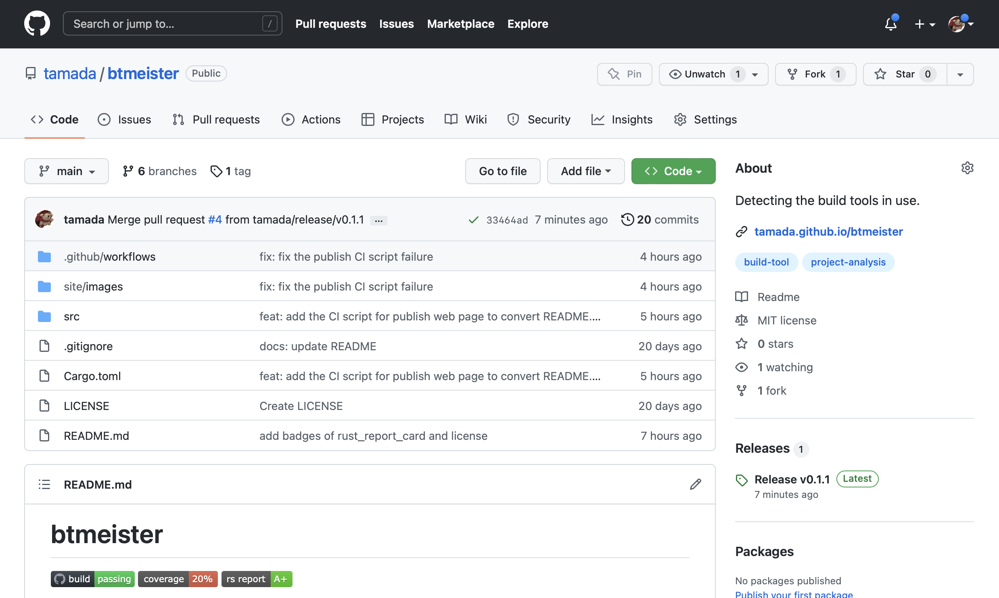 Search or jump to... /
Pull requests Issues Marketplace Explore
tamada / btmeister Public
Pin Unwatch 1 Fork 1 Star 0
Code Issues Pull requests Actions Projects Wiki Security Insights Settings
main 6 branches 1 tag Go to file Add file Code
tamada Merge pull request #4 from tamada/release/v0.1.1 ... 33464ad 7 minutes ago 20 commits
.github/workflows fix: fix the publish CI script failure 4 hours ago
site/images fix: fix the publish CI script failure 4 hours ago
src feat: add the CI script for publish web page to convert README.... 5 hours ago
.gitignore docs: update README 20 days ago
Cargo.toml feat: add the CI script for publish web page to convert README.... 5 hours ago
LICENSE Create LICENSE 20 days ago
README.md add badges of rust_report_card and license 7 hours ago
README.md
btmeister
build passing coverage 20% rs report A+
About
Detecting the build tools in use.
tamada.github.io/btmeister
build-tool project-analysis
Readme
MIT license
0 stars
1 watching
1 fork
Releases 1
Release v0.1.1 Latest
7 minutes ago
Packages
No packages published
Publish your first package